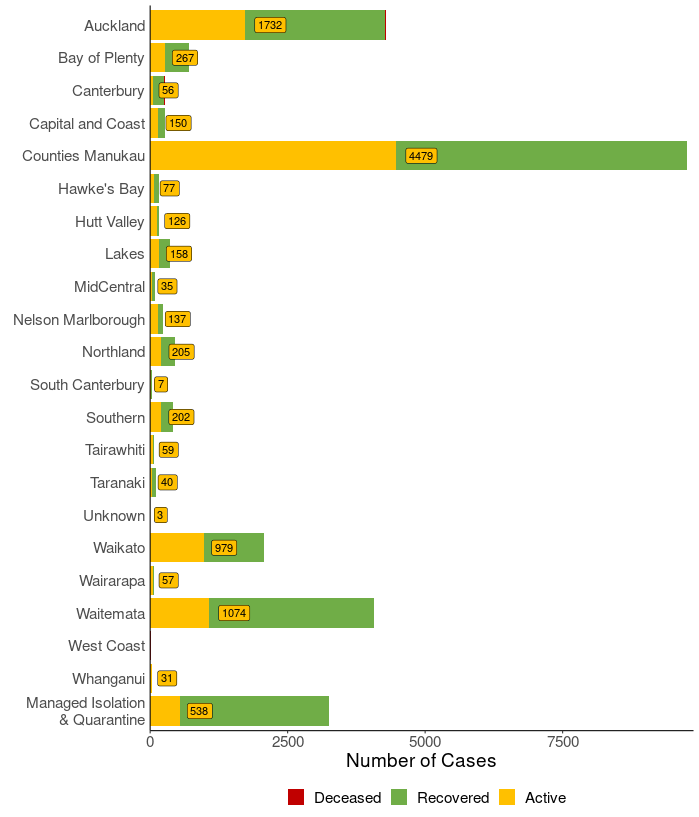 Auckland 1732
Bay of Plenty 267
Canterbury 56
Capital and Coast 150
Counties Manukau 4479
Hawke's Bay 77
Hutt Valley 126
Lakes 158
MidCentral 35
Nelson Marlborough 137
Northland 205
South Canterbury 7
Southern 202
Tairawhiti 59
Taranaki 40
Unknown 3
Waikato 979
Wairarapa 57
Waitemata 1074
West Coast
Whanganui 31
Managed Isolation
& Quarantine 538
0 2500 5000 7500
Number of Cases
Deceased Recovered Active